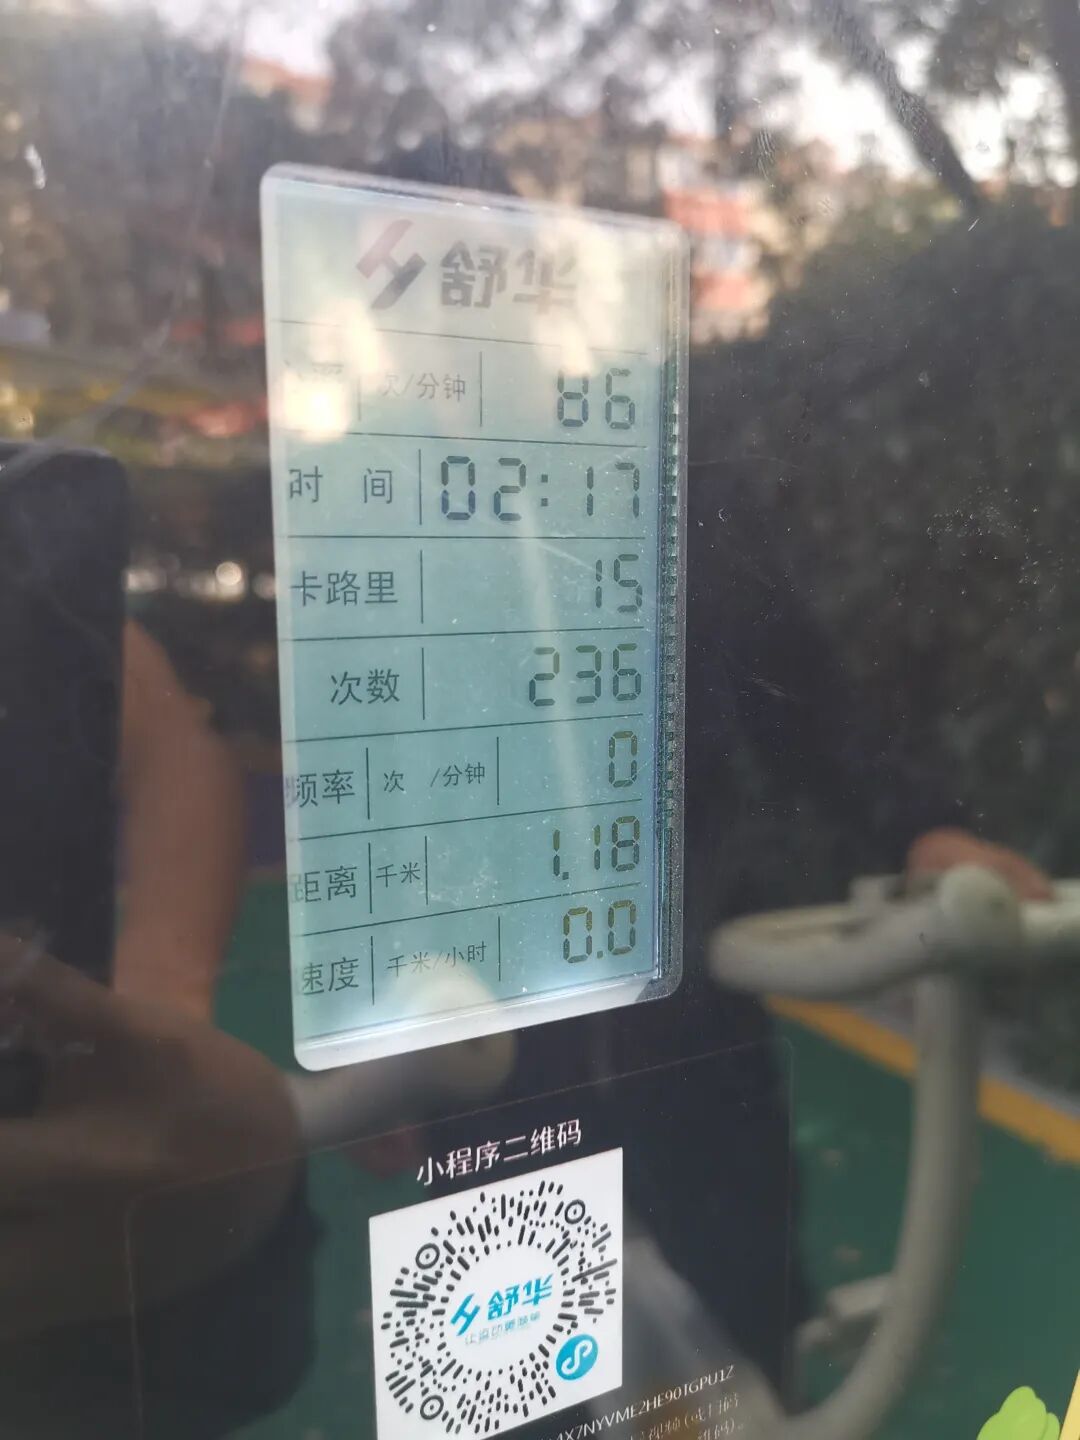 舒华
次/分钟 86
时 间 02:17
卡路里 15
次数 236
频率 次 /分钟 0
距离 千米 1.18
速度 千米/小时 0.0
小程序二维码